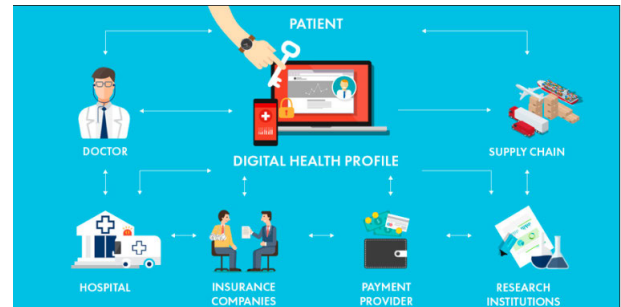 PATIENT
DOCTOR
DIGITAL HEALTH PROFILE
SUPPLY CHAIN
HOSPITAL
INSURANCE
COMPANIES
PAYMENT
PROVIDER
RESEARCH
INSTITUTIONS